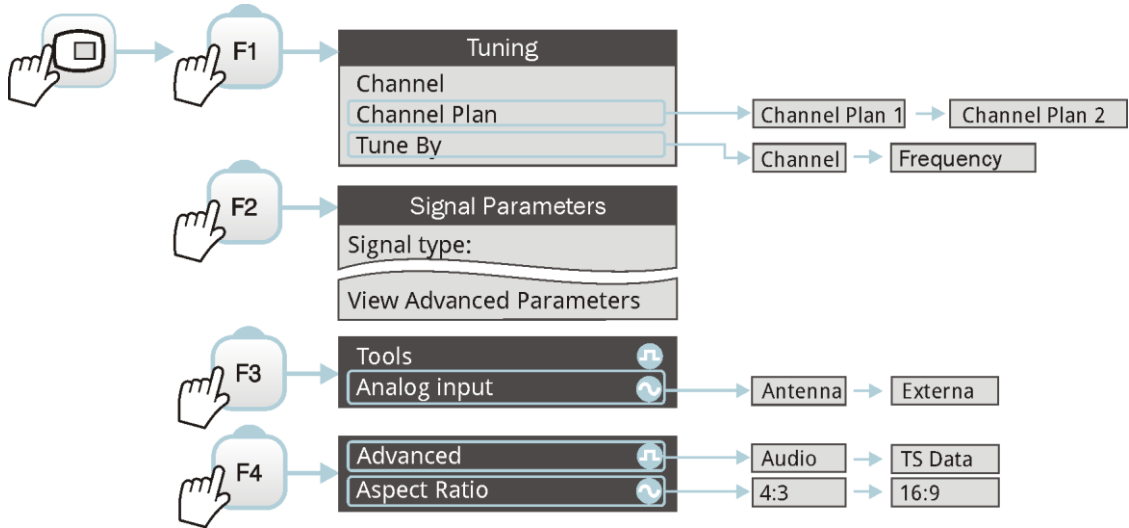 F1
Tuning
Channel
Channel Plan
Channel Plan 1
Channel Plan 2
Tune By
Channel
Frequency
F2
Signal Parameters
Signal type:
View Advanced Parameters
F3
Tools
Analog input
Antenna
Externa
F4
Advanced
Audio
TS Data
Aspect Ratio
4:3
16:9